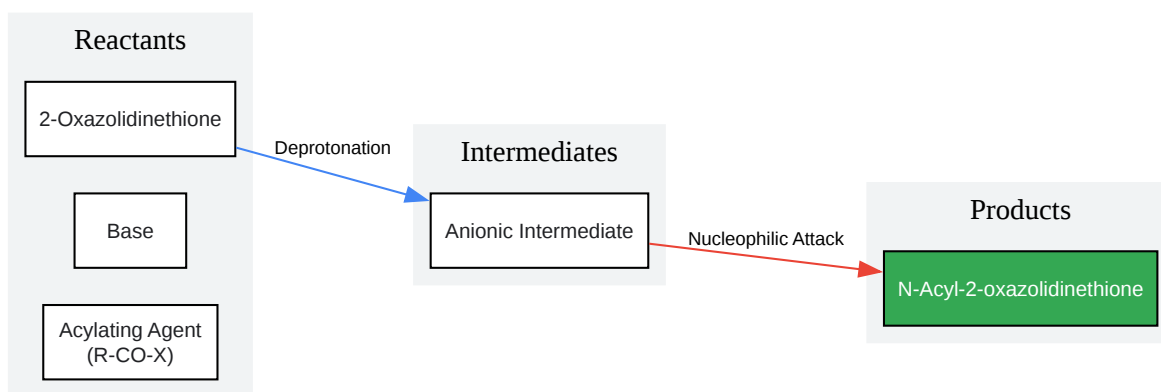 Reactants
2-Oxazolidinethione
Base
Acylating Agent
(R-CO-X)
Deprotonation
Intermediates
Anionic Intermediate
Nucleophilic Attack
Products
N-Acyl-2-oxazolidinethione